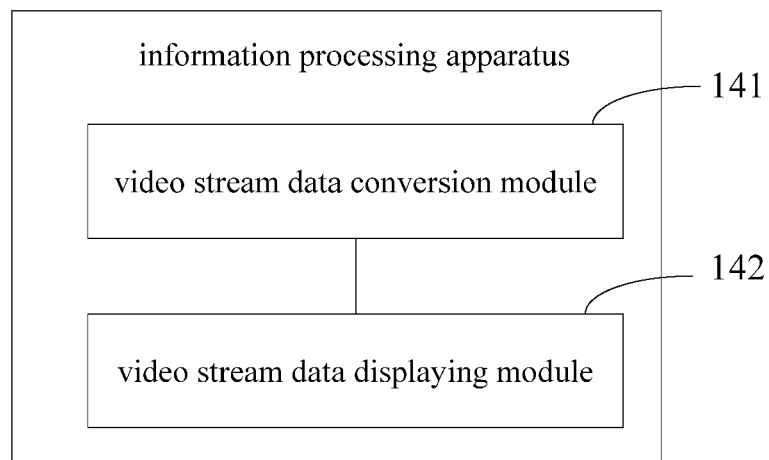 information processing apparatus
141
video stream data conversion module
142
video stream data displaying module